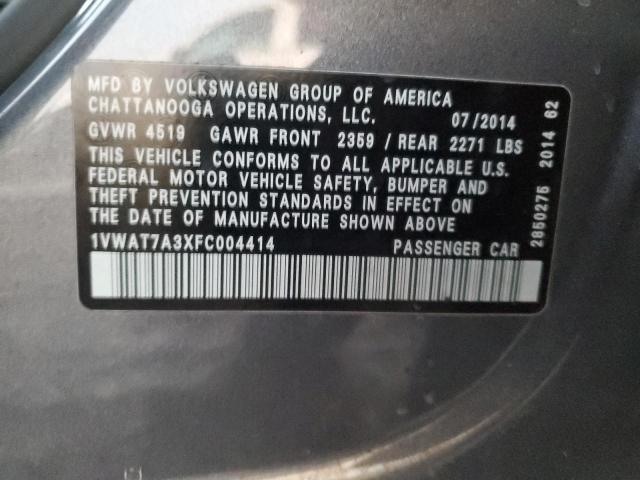 MFD BY VOLKSWAGEN GROUP OF AMERICA
CHATTANOOGA OPERATIONS, LLC.
07/2014
GVWR 4519 GAWR FRONT 2359 / REAR 2271 LBS
THIS VEHICLE CONFORMS TO ALL APPLICABLE U.S.
FEDERAL MOTOR VEHICLE SAFETY, BUMPER AND
THEFT PREVENTION STANDARDS IN EFFECT ON
THE DATE OF MANUFACTURE SHOWN ABOVE
1VWAT7A3XFC004414 PASSENGER CAR
2850275 2014 62